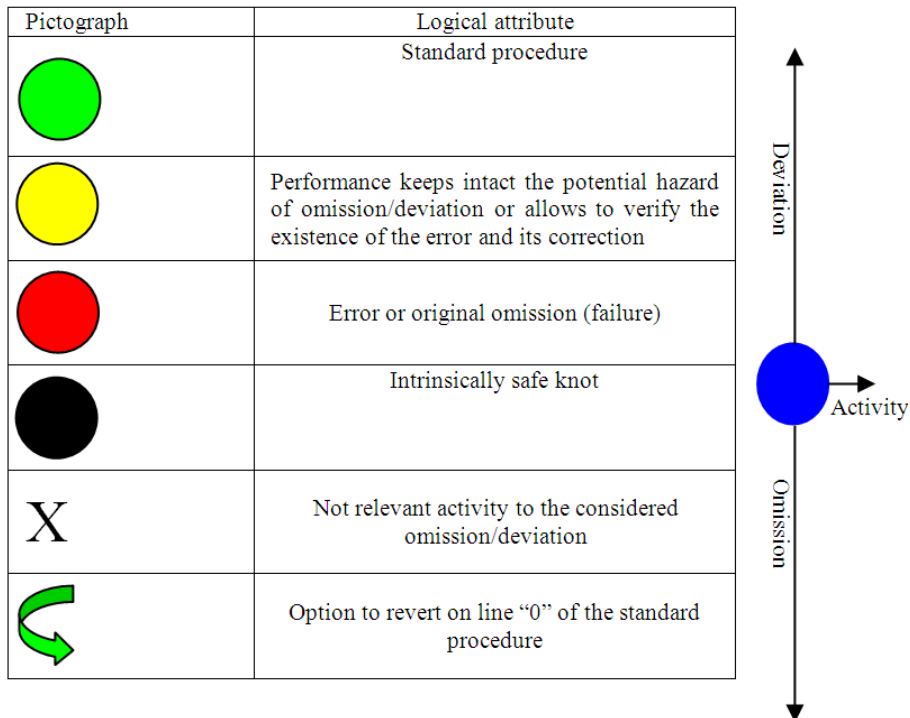 Pictograph Logical attribute
Standard procedure
Performance keeps intact the potential hazard
of omission/deviation or allows to verify the
existence of the error and its correction
Error or original omission (failure)
Intrinsically safe knot
X
Not relevant activity to the considered
omission/deviation
Option to revert on line “0” of the standard
procedure
Deviation
Activity
Omission